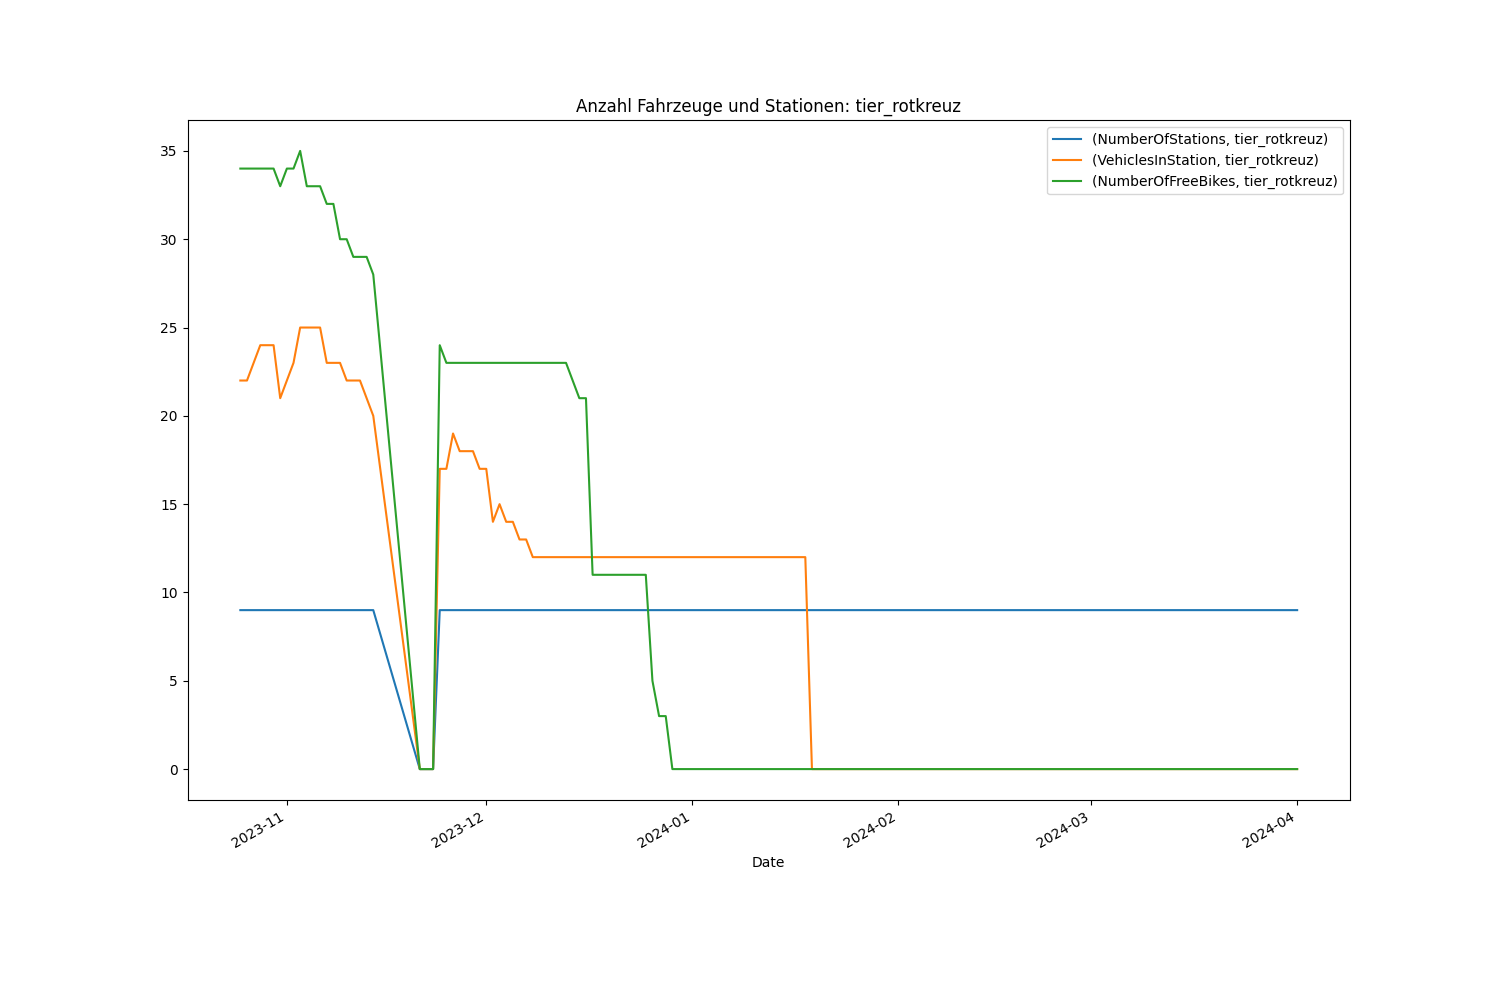 Anzahl Fahrzeuge und Stationen: tier_rotkreuz
(NumberOfStations, tier_rotkreuz)
(VehiclesInStation, tier_rotkreuz)
(NumberOfFreeBikes, tier_rotkreuz)
35
30
25
20
15
10
5
0
2023-11
2023-12
2024-01
2024-02
2024-03
2024-04
Date